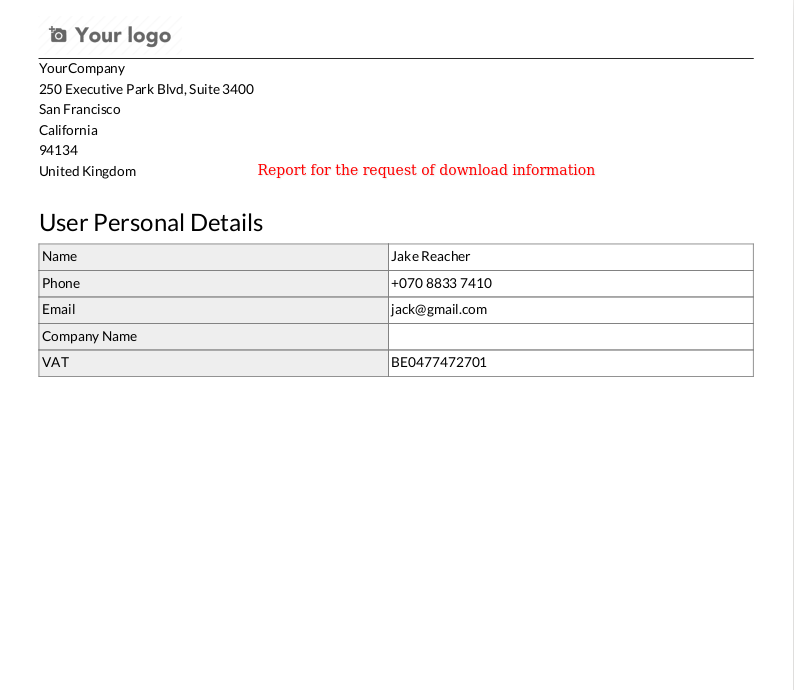 Your logo
YourCompany
250 Executive Park Blvd, Suite 3400
San Francisco
California
94134
United Kingdom
Report for the request of download information
User Personal Details
Name Jake Reacher
Phone +070 8833 7410
Email jack@gmail.com
Company Name
VAT BE0477472701